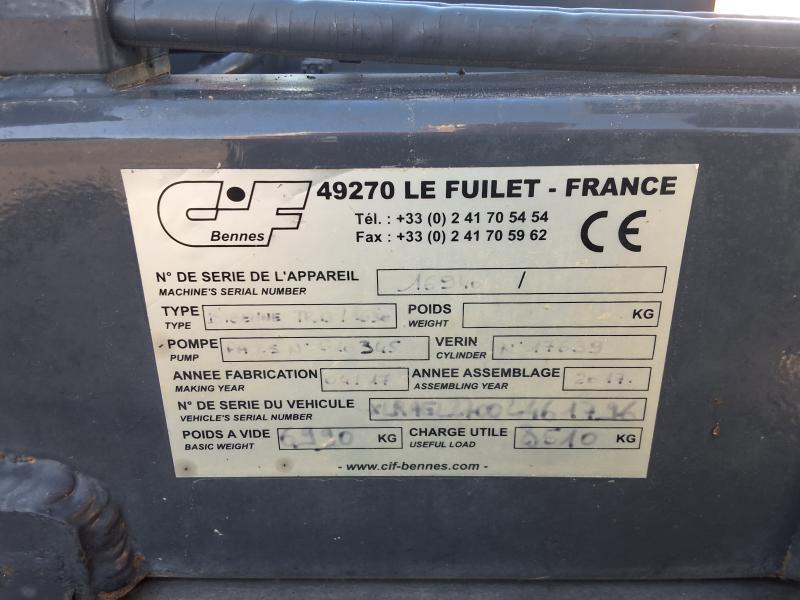 CIF
Bennes
49270 LE FUILET - FRANCE
Tél. : +33 (0) 2 41 70 54 54
Fax : +33 (0) 2 41 70 59 62
CE
N° DE SERIE DE L'APPAREIL
MACHINE'S SERIAL NUMBER
/
TYPE
TYPE
POIDS
WEIGHT
KG
POMPE
PUMP
VERIN
CYLINDER
N° 17639
ANNEE FABRICATION
MAKING YEAR
ANNEE ASSEMBLAGE
ASSEMBLING YEAR
2017.
N° DE SERIE DU VEHICULE
VEHICLE'S SERIAL NUMBER
POIDS A VIDE
BASIC WEIGHT
6990 KG
CHARGE UTILE
USEFUL LOAD
KG
- www.cif-bennes.com -